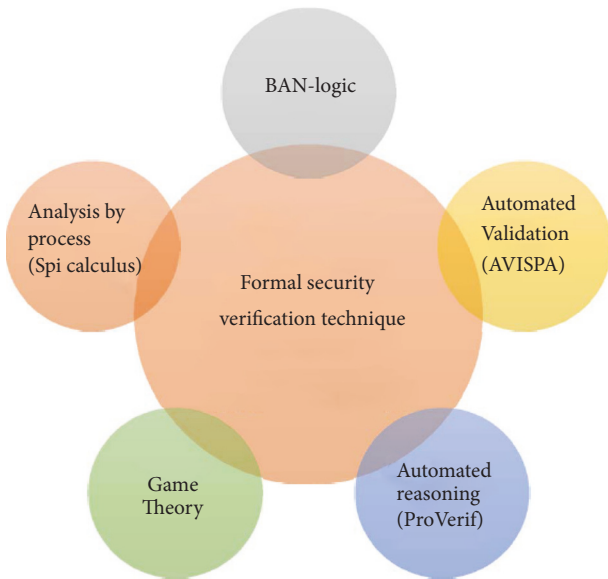 BAN-logic
Analysis by
process
(Spi calculus)
Automated
Validation
(AVISPA)
Formal security
verification technique
Game
Theory
Automated
reasoning
(ProVerif)